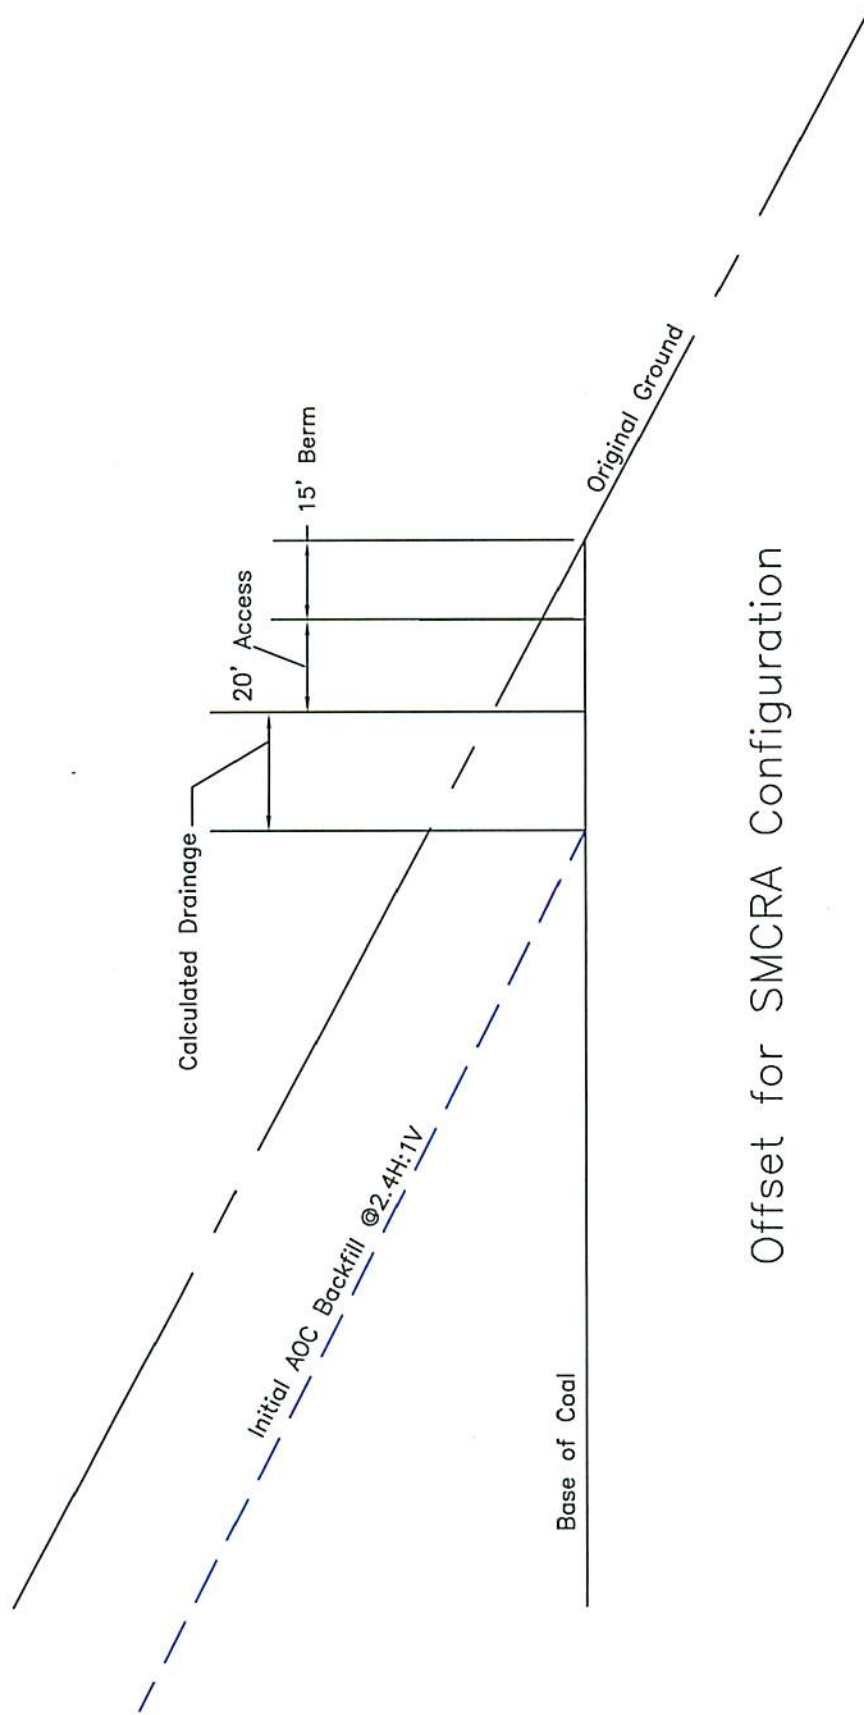 Calculated Drainage
20' Access
15' Berm
Initial AOC Backfill @2.4H:1V
Original Ground
Base of Coal
Offset for SMCRA Configuration